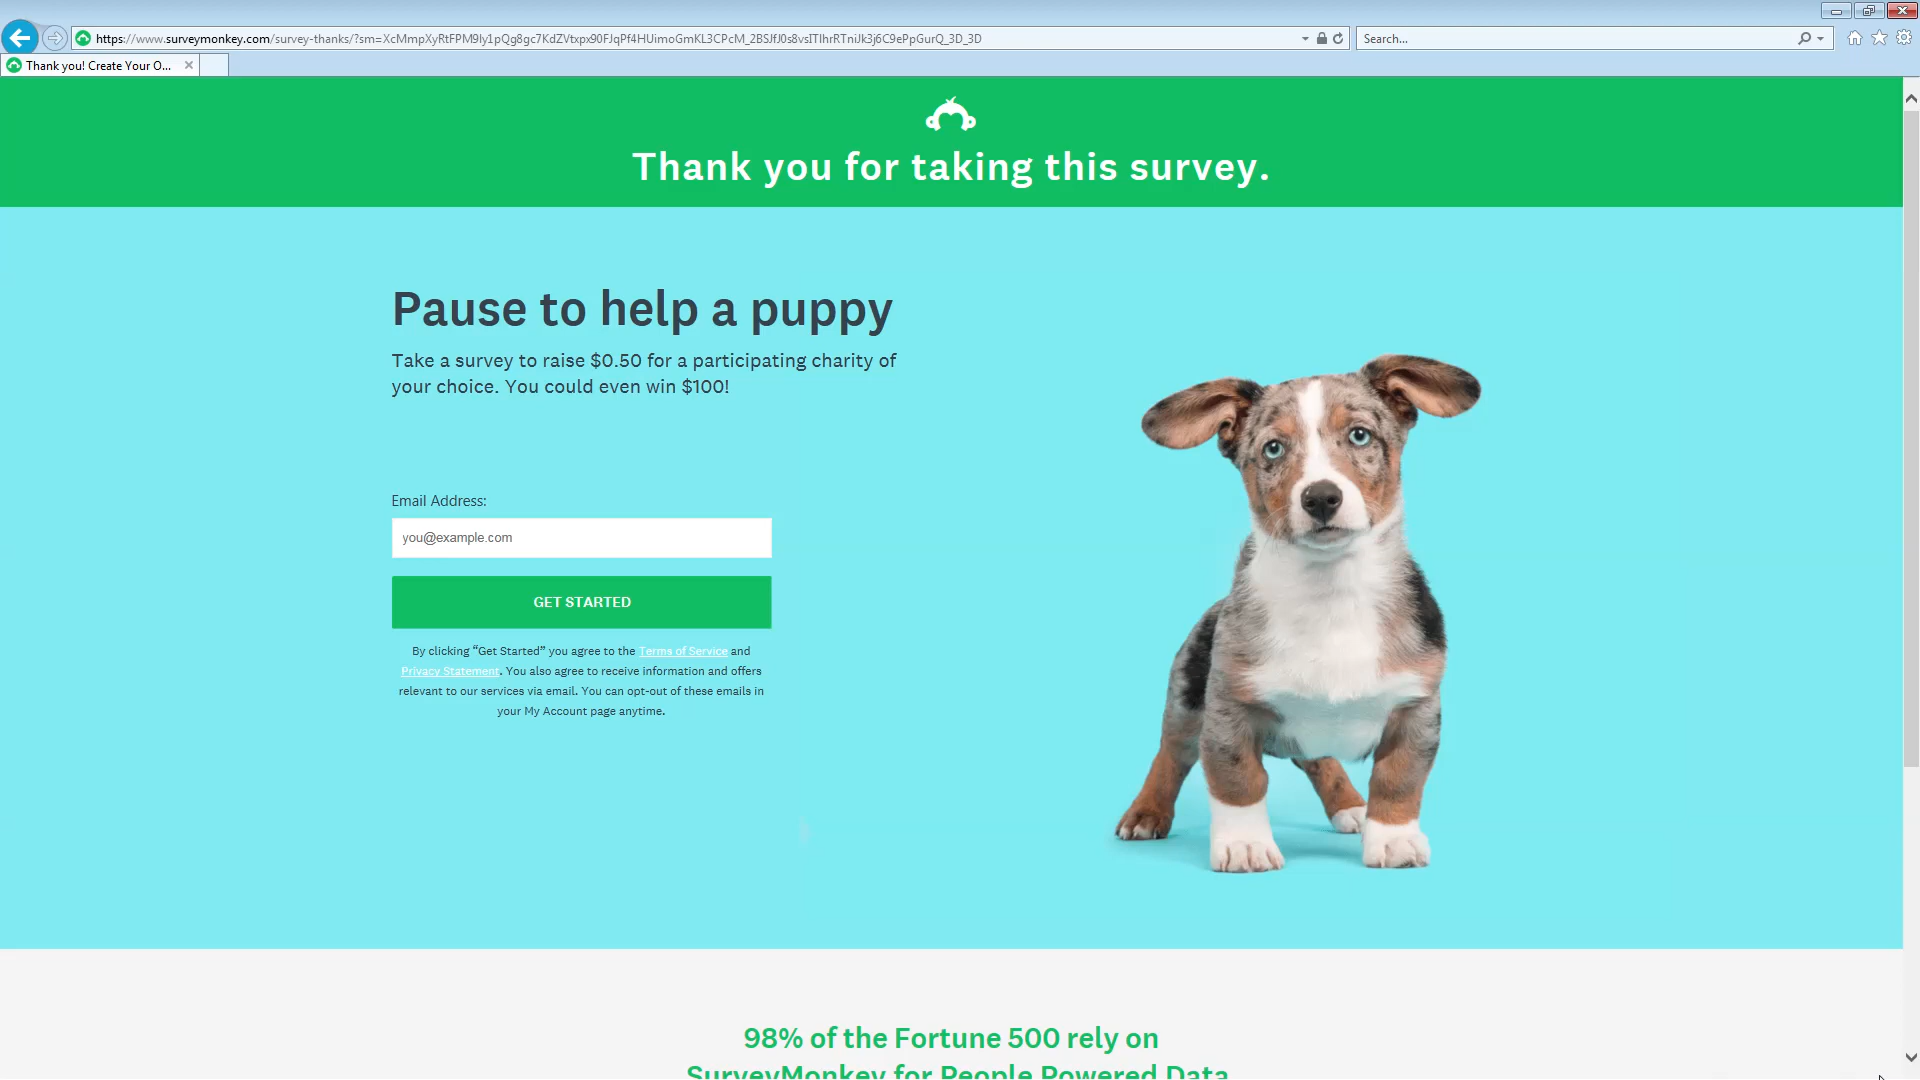 https://www.surveymonkey.com/survey-thanks/?sm=XcMmpXyRtFPM9Iy1pQg8gc7KdZVtxpx90FJqPf4HUimoGmKL3CPcM_2BSJfJ0s8vsITIhrRTniJk3j6C9ePpGurQ_3D_3D
Search...
Thank you! Create Your O...
Thank you for taking this survey.
Pause to help a puppy
Take a survey to raise $0.50 for a participating charity of
your choice. You could even win $100!
Email Address:
you@example.com
GET STARTED
By clicking “Get Started” you agree to the Terms of Service and
Privacy Statement. You also agree to receive information and offers
relevant to our services via email. You can opt-out of these emails in
your My Account page anytime.
98% of the Fortune 500 rely on
SurveyMonkey for People Powered Data